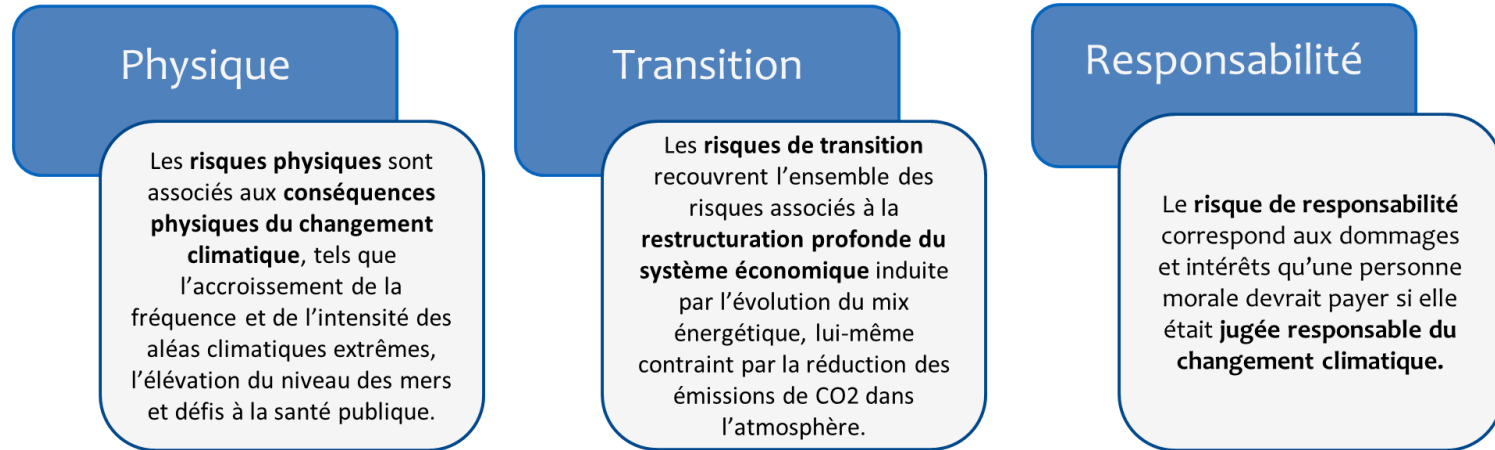 Physique
Les risques physiques sont
associés aux conséquences
physiques du changement
climatique, tels que
l’accroissement de la
fréquence et de l’intensité des
aléas climatiques extrêmes,
l’élévation du niveau des mers
et défis à la santé publique.
Transition
Les risques de transition
recouvrent l’ensemble des
risques associés à la
restructuration profonde du
système économique induite
par l’évolution du mix
énergétique, lui-même
contraint par la réduction des
émissions de CO2 dans
l’atmosphère.
Responsabilité
Le risque de responsabilité
correspond aux dommages
et intérêts qu’une personne
morale devrait payer si elle
était jugée responsable du
changement climatique.